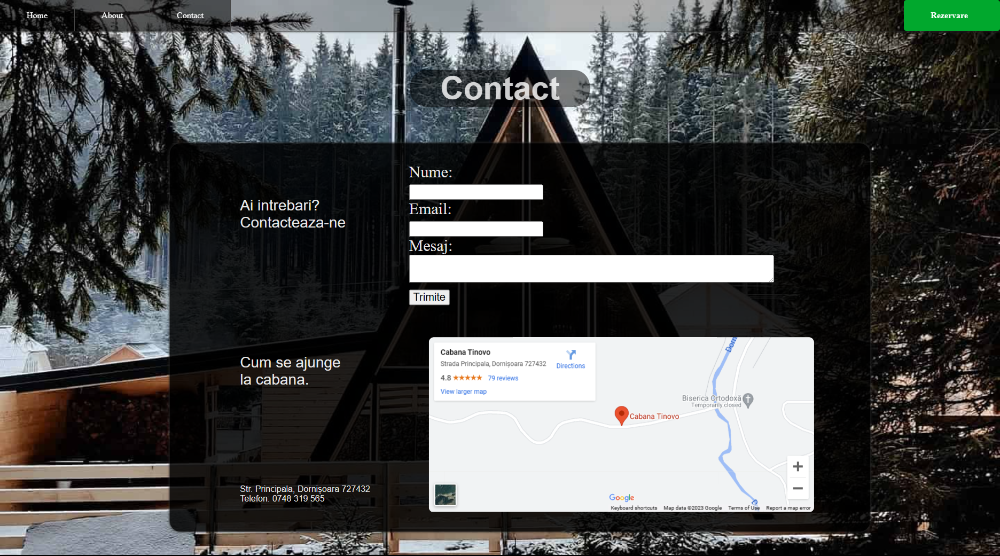 Home
About
Contact
Rezervare
Contact
Nume:
Email:
Mesaj:
Trimite
Ai intrebari?
Contacteaza-ne
Cum se ajunge
la cabana.
Str. Principala, Dornișoara 727432
Telefon: 0748 319 565
Cabana Tinovo
Strada Principala, Dornișoara 727432
Directions
4.8 ★★★★★ 79 reviews
View larger map
Dorn
Biserica Ortodoxă
Temporarily closed
Cabana Tinovo
Google
Keyboard shortcuts
Map data ©2023 Google
Terms of Use
Report a map error